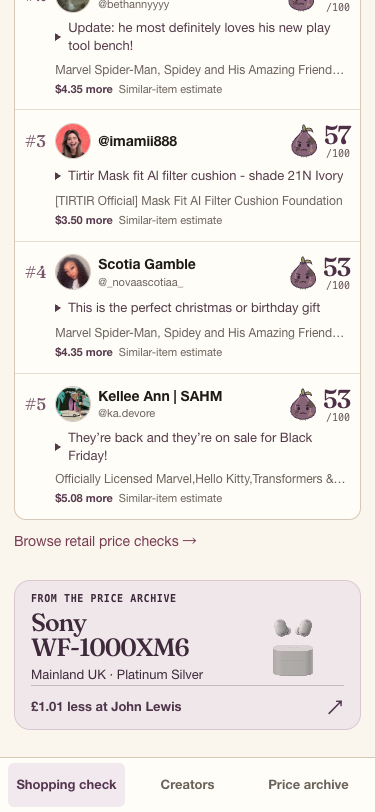 @bethannyyyy
/100
Update: he most definitely loves his new play
tool bench!
Marvel Spider-Man, Spidey and His Amazing Friend…
$4.35 more Similar-item estimate
#3
@imamii888
57
/100
Tirtir Mask fit AI filter cushion - shade 21N Ivory
[TIRTIR Official] Mask Fit AI Filter Cushion Foundation
$3.50 more Similar-item estimate
#4
Scotia Gamble
@_novaascotiaa_
53
/100
This is the perfect christmas or birthday gift
Marvel Spider-Man, Spidey and His Amazing Friend…
$4.35 more Similar-item estimate
#5
Kellee Ann | SAHM
@ka.devore
53
/100
They’re back and they’re on sale for Black
Friday!
Officially Licensed Marvel,Hello Kitty,Transformers &…
$5.08 more Similar-item estimate
Browse retail price checks →
FROM THE PRICE ARCHIVE
Sony
WF-1000XM6
Mainland UK · Platinum Silver
£1.01 less at John Lewis
Shopping check
Creators
Price archive